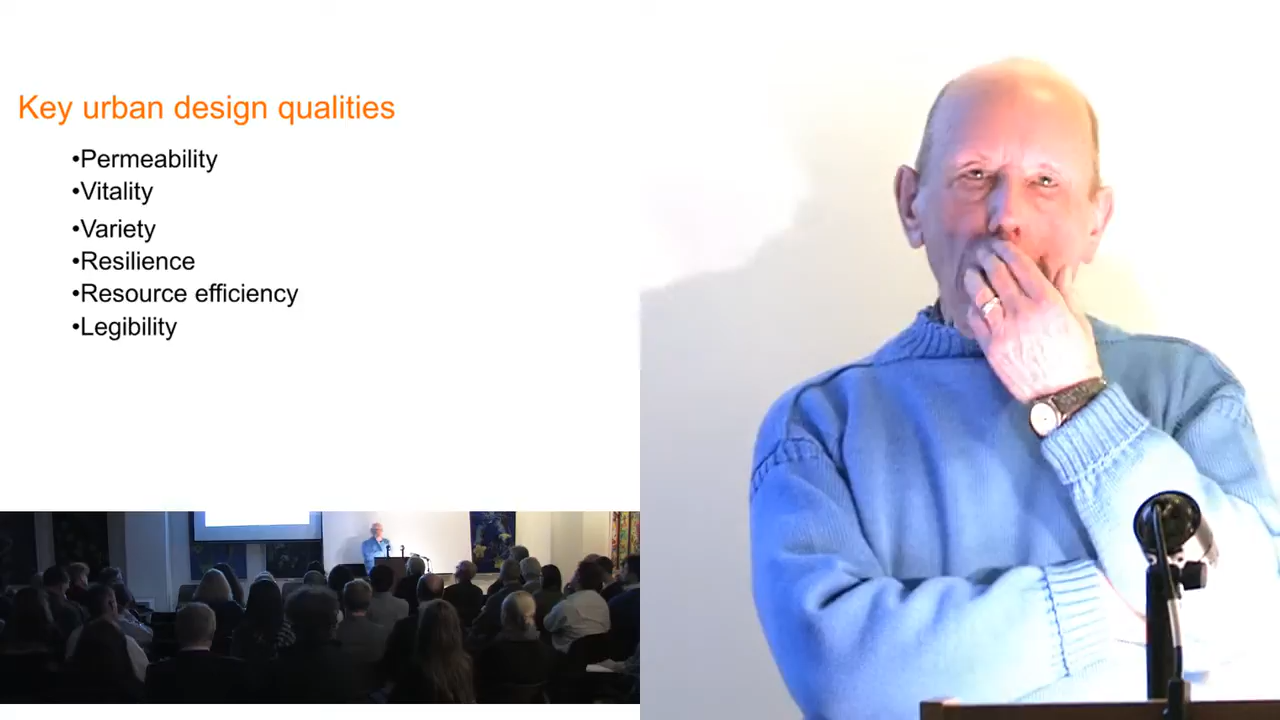 Key urban design qualities
•Permeability
•Vitality
•Variety
•Resilience
•Resource efficiency
•Legibility